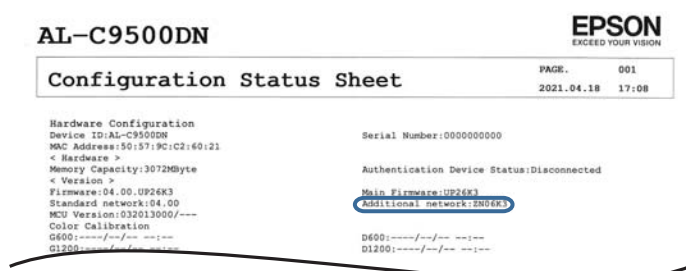 AL-C9500DN
EPSON
EXCEED YOUR VISION
Configuration Status Sheet
PAGE. 001
2021.04.18 17:08
Hardware Configuration
Device ID:AL-C9500DN
Serial Number:0000000000
MAC Address:50:57:9C:C2:60:21
< Hardware >
Memory Capacity:3072MByte
Authentication Device Status:Disconnected
< Version >
Firmware:04.00.UP26K3
Main Firmware:UP26K3
Standard network:04.00
Additional network:ZN06K3
MCU Version:032013000/---
Color Calibration
G600:----/--/-- --:--
D600:----/--/-- --:--
G1200:----/--/-- --:--
D1200:----/--/-- --:--